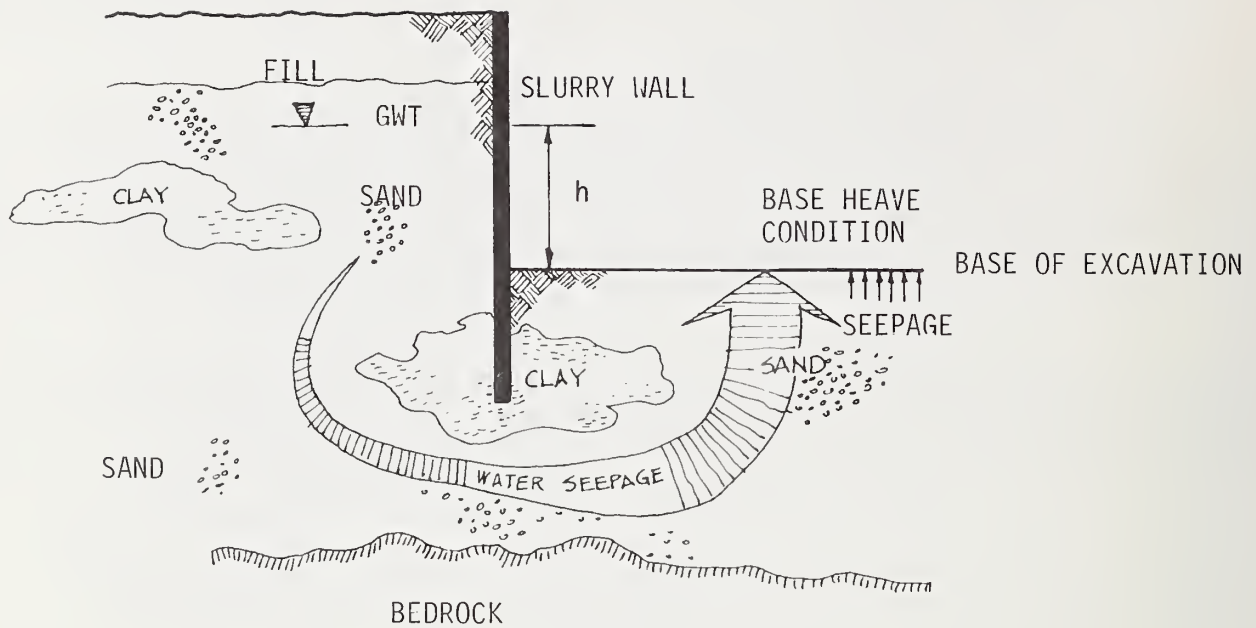 FILL
SLURRY WALL
GWT
h
CLAY
SAND
BASE HEAVE
CONDITION
BASE OF EXCAVATION
SEEPAGE
SAND
CLAY
SAND
WATER SEEPAGE
BEDROCK